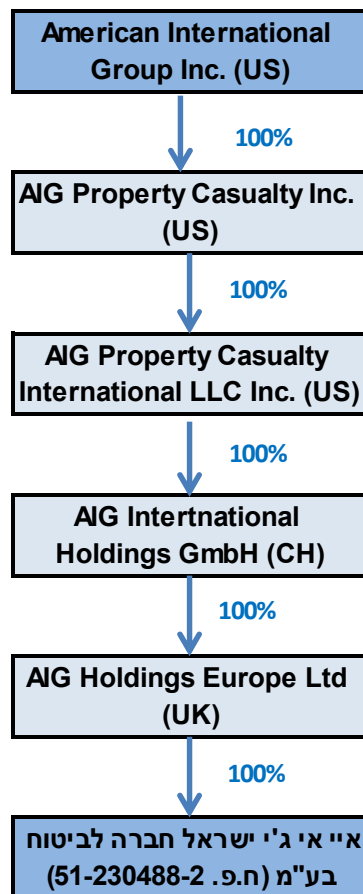 American International
Group Inc. (US)
100%
AIG Property Casualty Inc.
(US)
100%
AIG Property Casualty
International LLC Inc. (US)
100%
AIG Intertnational
Holdings GmbH (CH)
100%
AIG Holdings Europe Ltd
(UK)
100%
איי אי ג'י ישראל חברה לביטוח
בע"מ (ח.פ. 51-230488-2)